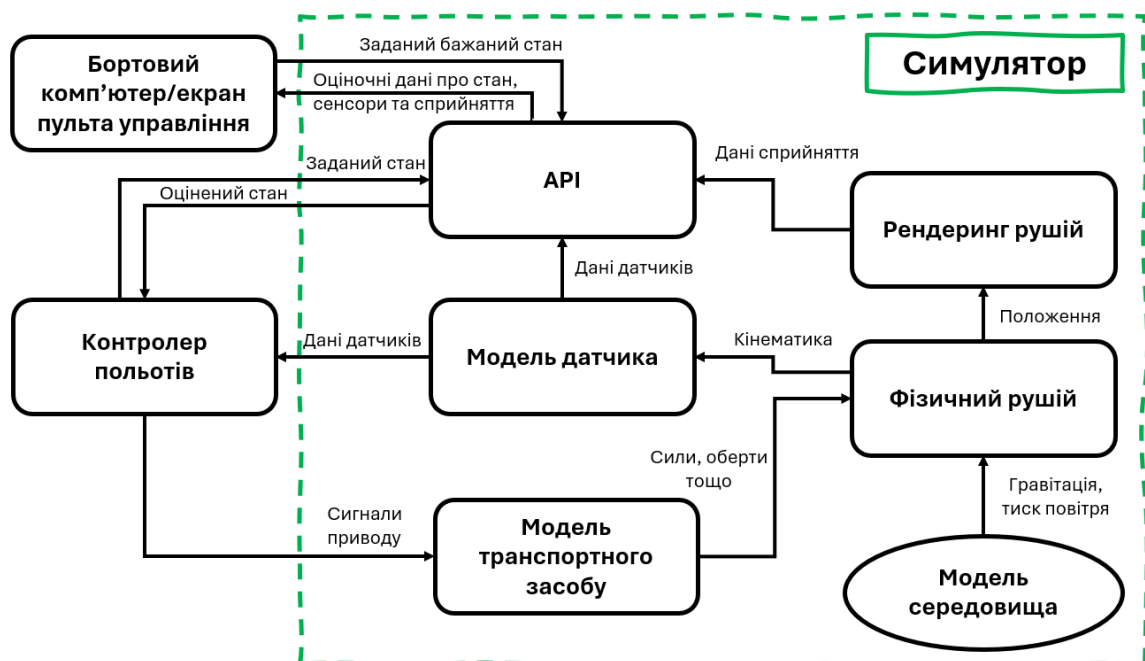 Заданий бажаний стан
Симулятор
Бортовий
комп’ютер/екран
пульта управління
Оціночні дані про стан,
сенсори та сприйняття
Заданий стан
Оцінений стан
API
Дані сприйняття
Рендеринг рушій
Дані датчиків
Положення
Контролер
польотів
Дані датчиків
Модель датчика
Кінематика
Фізичний рушій
Сили, оберти
тощо
Гравітація,
тиск повітря
Сигнали
приводу
Модель
транспортного
засобу
Модель
середовища